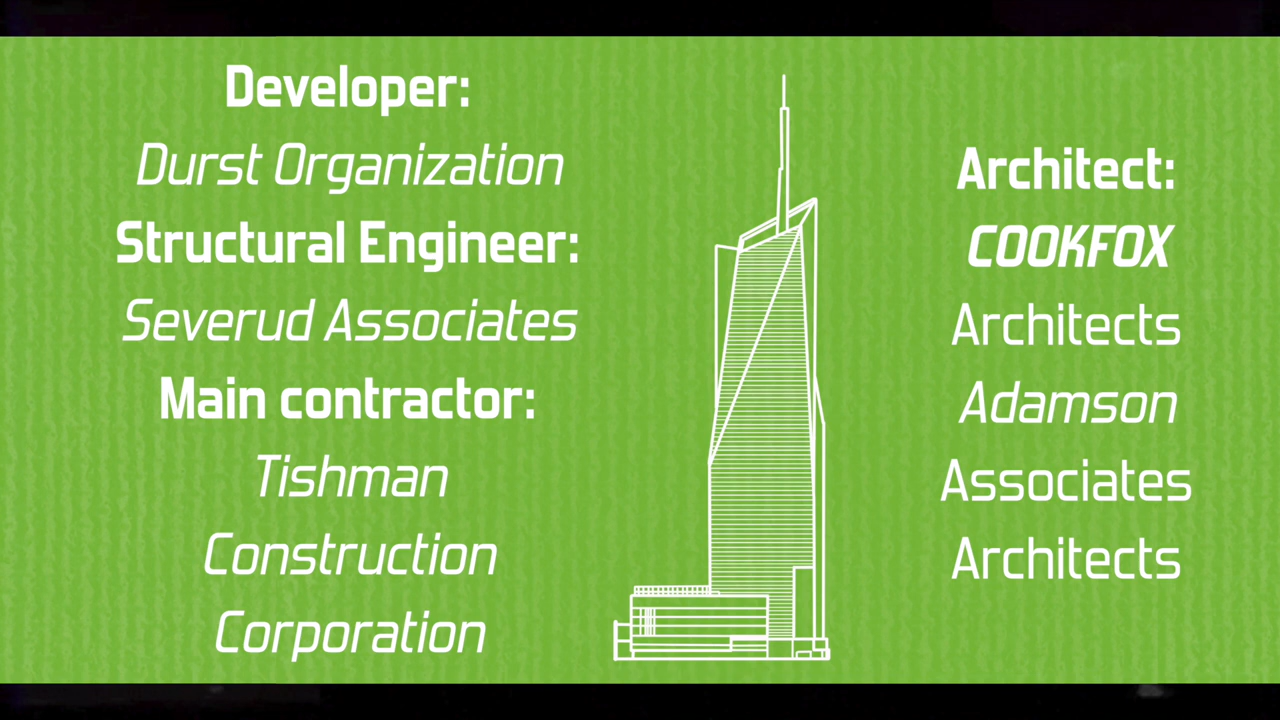 Developer:
Durst Organization
Structural Engineer:
Severud Associates
Main contractor:
Tishman
Construction
Corporation
Architect:
COOKFOX
Architects
Adamson
Associates
Architects